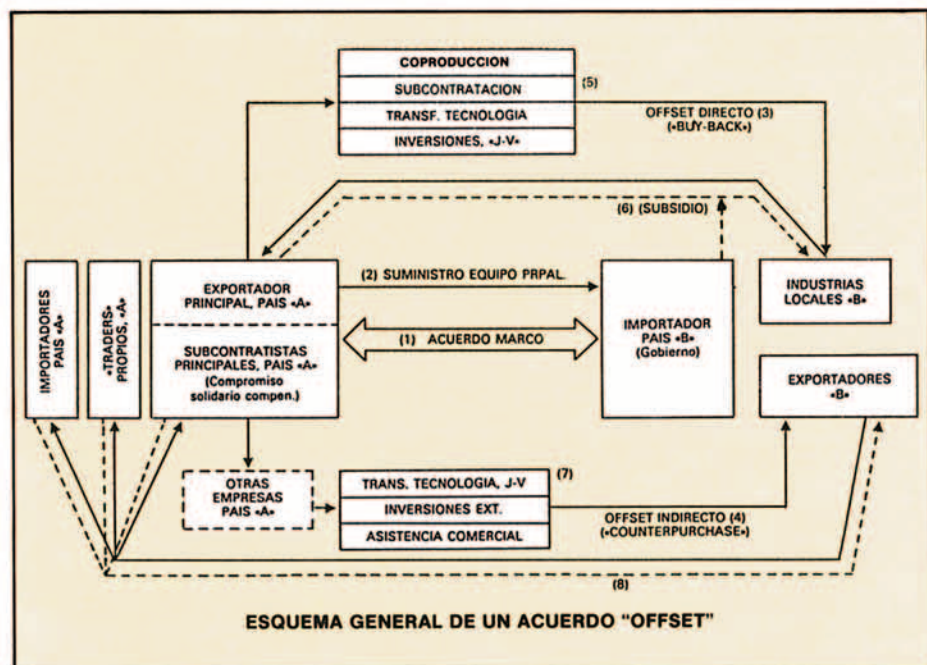 COPRODUCCION
SUBCONTRATACION
TRANSF. TECNOLOGIA
INVERSIONES, «J-V»
(5)
OFFSET DIRECTO (3)
(«BUY-BACK»)
(6) (SUBSIDIO)
IMPORTADORES
PAIS «A»
«TRADERS»
PROPIOS, «A»
EXPORTADOR
PRINCIPAL, PAIS «A»
SUBCONTRATISTAS
PRINCIPALES, PAIS «A»
(Compromiso
solidario compen.)
(2) SUMINISTRO EQUIPO PRPAL.
(1) ACUERDO MARCO
IMPORTADOR
PAIS «B»
(Gobierno)
INDUSTRIAS
LOCALES «B»
EXPORTADORES
«B»
OTRAS
EMPRESAS
PAIS «A»
TRANS. TECNOLOGIA, J-V
INVERSIONES EXT.
ASISTENCIA COMERCIAL
(7)
OFFSET INDIRECTO (4)
(«COUNTERPURCHASE»)
(8)
ESQUEMA GENERAL DE UN ACUERDO "OFFSET"